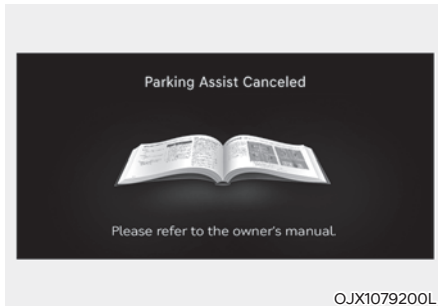 Parking Assist Canceled
Please refer to the owner's manual.
OJX1079200L